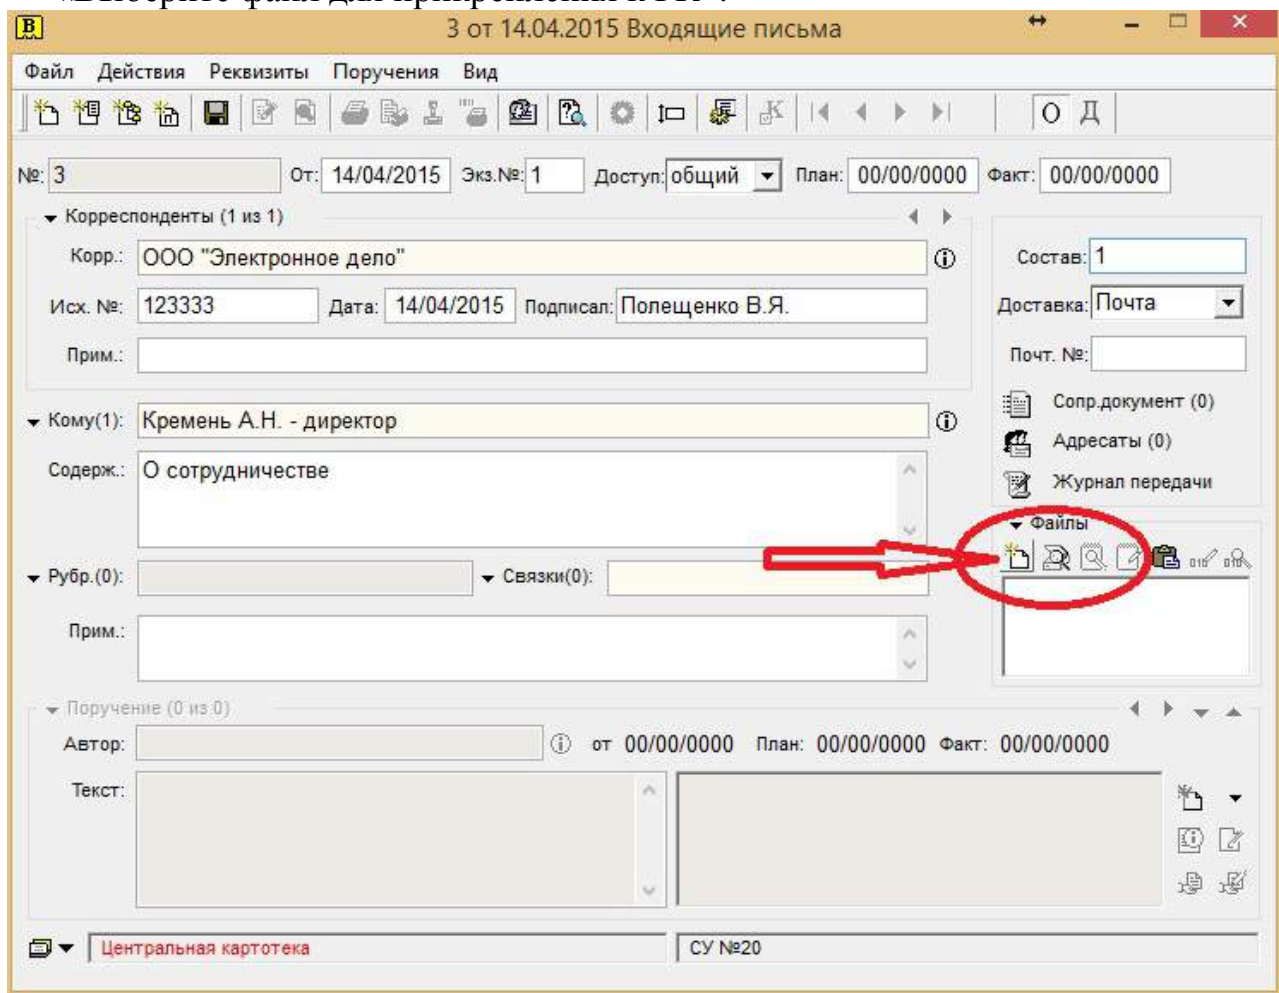 «Выберите файл для прикрепления к РК».
3 от 14.04.2015 Входящие письма
Файл Действия Реквизиты Поручения Вид
О Д
№: 3 От: 14/04/2015 Экз.№: 1 Доступ: общий План: 00/00/0000 Факт: 00/00/0000
Корреспонденты (1 из 1)
Корр.: ООО "Электронное дело" Состав: 1
Исх. №: 123333 Дата: 14/04/2015 Подписал: Полещенко В.Я. Доставка: Почта
Прим.: Почт. №:
Сопр.документ (0)
Кому(1): Кремень А.Н. - директор
Адресаты (0)
Содерж.: О сотрудничестве
Журнал передачи
Файлы
Рубр.(0): Связки(0):
Прим.:
Поручение (0 из 0)
Автор: от 00/00/0000 План: 00/00/0000 Факт: 00/00/0000
Текст:
Центральная картотека СУ №20